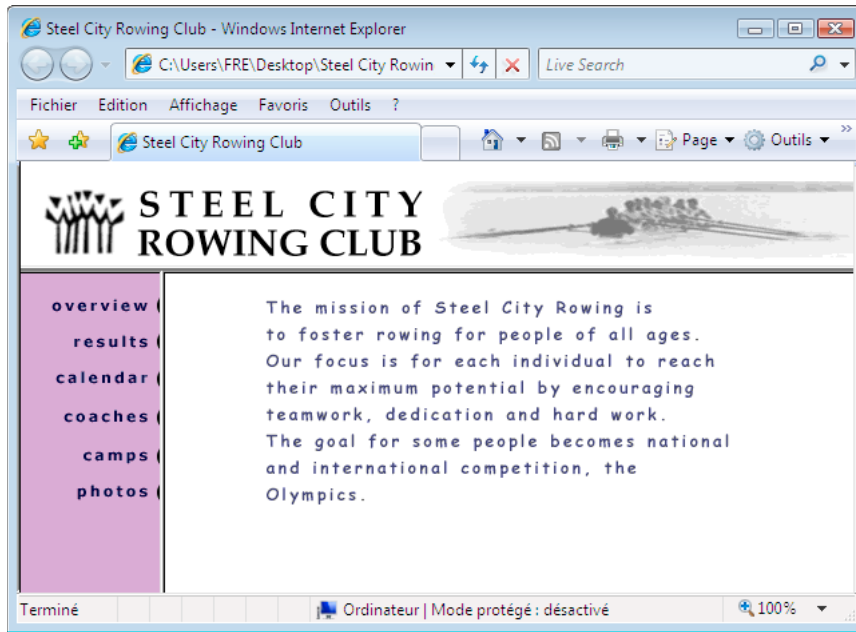 Steel City Rowing Club - Windows Internet Explorer
C:\Users\FRE\Desktop\Steel City Rowin
Live Search
Fichier Edition Affichage Favoris Outils ?
Steel City Rowing Club
Page
Outils
»
STEEL CITY
ROWING CLUB
overview (
results (
calendar (
coaches (
camps (
photos (
The mission of Steel City Rowing is
to foster rowing for people of all ages.
Our focus is for each individual to reach
their maximum potential by encouraging
teamwork, dedication and hard work.
The goal for some people becomes national
and international competition, the
Olympics.
Terminé
Ordinateur | Mode protégé : désactivé
100%